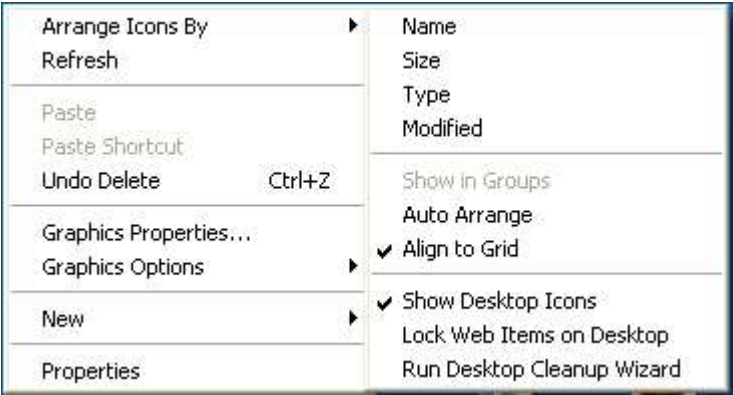 Arrange Icons By
Refresh
Paste
Paste Shortcut
Undo Delete Ctrl+Z
Graphics Properties...
Graphics Options
New
Properties
Name
Size
Type
Modified
Show in Groups
Auto Arrange
Align to Grid
Show Desktop Icons
Lock Web Items on Desktop
Run Desktop Cleanup Wizard